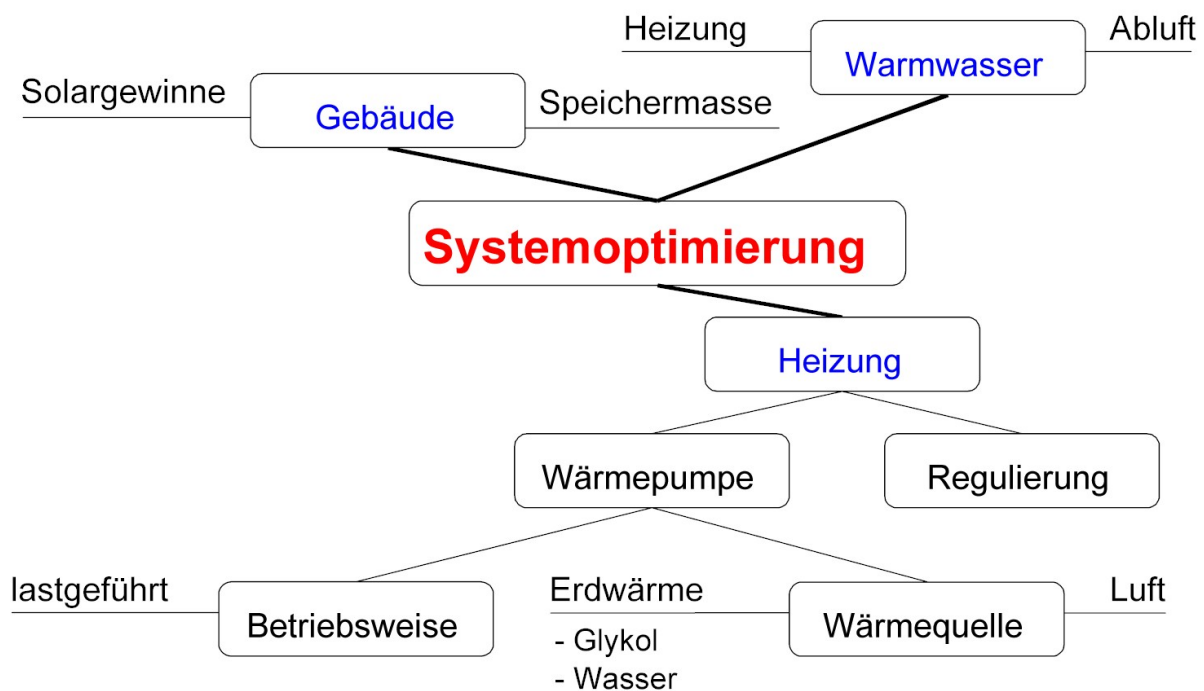 Heizung
Warmwasser
Abluft
Solargewinne
Gebäude
Speichermasse
Systemoptimierung
Heizung
Wärmepumpe
Regulierung
lastgeführt
Betriebsweise
Erdwärme
- Glykol
- Wasser
Wärmequelle
Luft